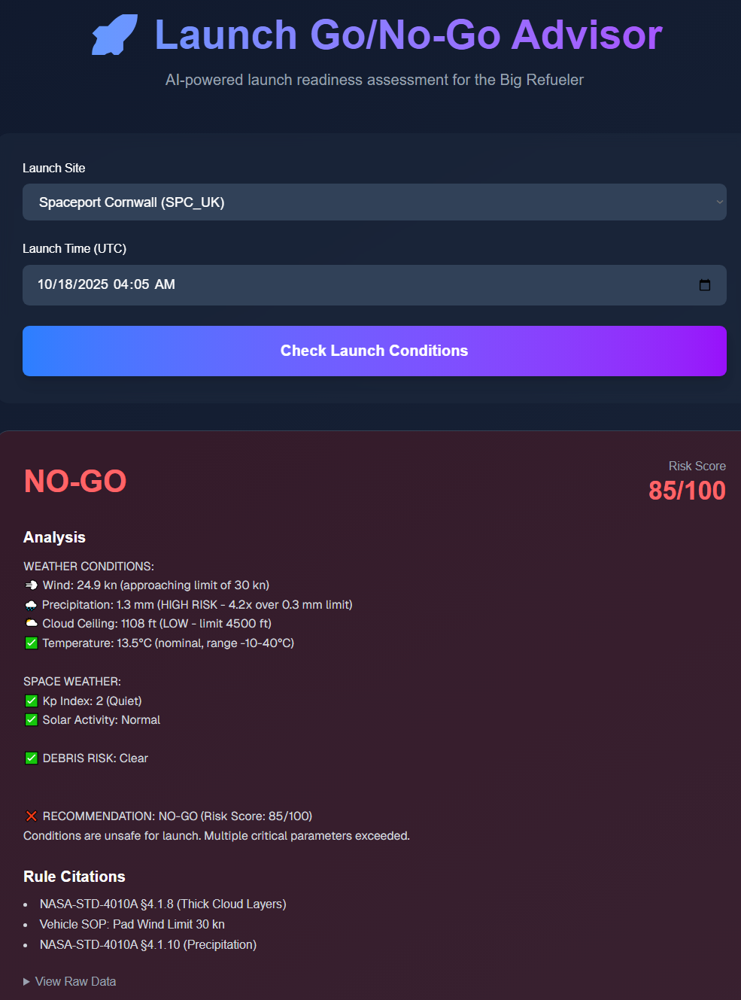 Launch Go/No-Go Advisor
AI-powered launch readiness assessment for the Big Refueler
Launch Site
Spaceport Cornwall (SPC_UK)
Launch Time (UTC)
10/18/2025 04:05 AM
Check Launch Conditions
NO-GO
Risk Score
85/100
Analysis
WEATHER CONDITIONS:
Wind: 24.9 kn (approaching limit of 30 kn)
Precipitation: 1.3 mm (HIGH RISK - 4.2x over 0.3 mm limit)
Cloud Ceiling: 1108 ft (LOW - limit 4500 ft)
Temperature: 13.5°C (nominal, range -10-40°C)
SPACE WEATHER:
Kp Index: 2 (Quiet)
Solar Activity: Normal
DEBRIS RISK: Clear
RECOMMENDATION: NO-GO (Risk Score: 85/100)
Conditions are unsafe for launch. Multiple critical parameters exceeded.
Rule Citations
• NASA-STD-4010A §4.1.8 (Thick Cloud Layers)
• Vehicle SOP: Pad Wind Limit 30 kn
• NASA-STD-4010A §4.1.10 (Precipitation)
View Raw Data